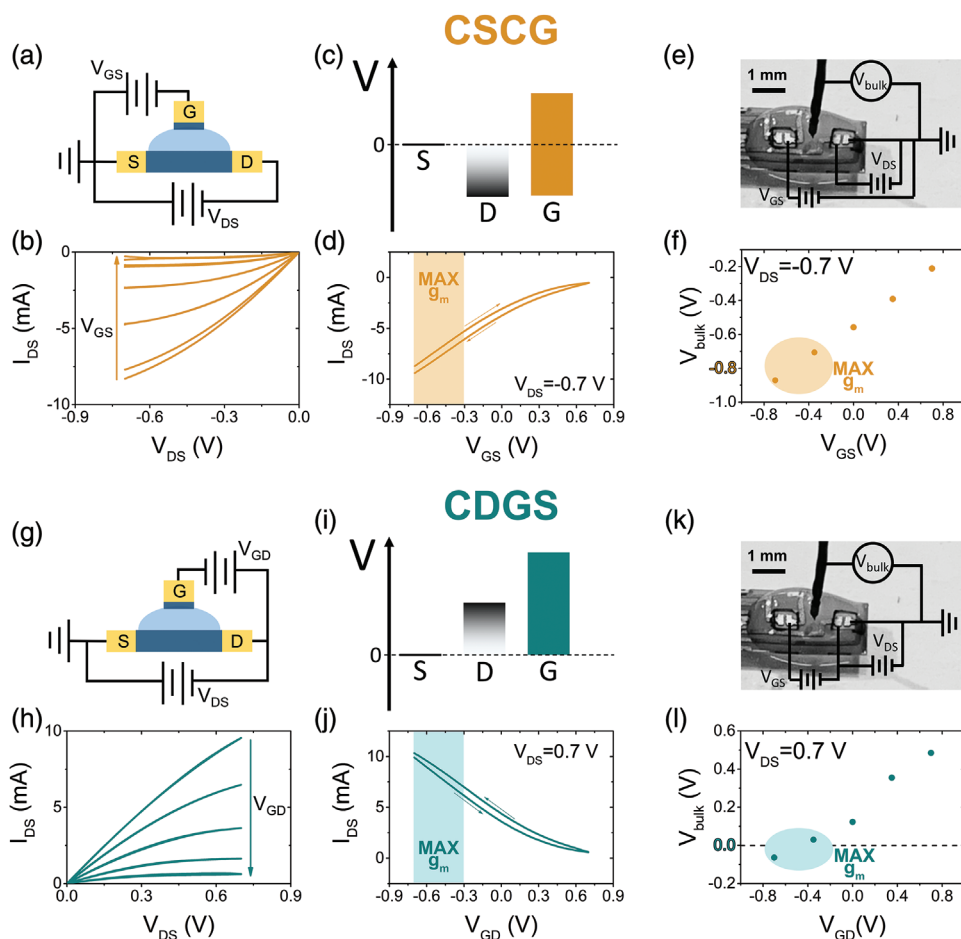 CSCG
(a)
V_GS
G
S
D
V_DS
(c)
V
0
S
D
G
(e)
1 mm
V_bulk
V_DS
V_GS
(b)
0
-5
-10
I_DS (mA)
V_GS
-0.9
-0.6
-0.3
0.0
V_DS (V)
(d)
0
-5
-10
I_DS (mA)
MAX
g_m
V_DS=-0.7 V
-0.9
-0.6
-0.3
0.0
0.3
0.6
0.9
V_GS (V)
(f)
V_DS=-0.7 V
-0.2
-0.4
-0.6
-0.8
-1.0
V_bulk (V)
MAX
g_m
-0.8
-0.4
0.0
0.4
0.8
V_GS(V)
CDGS
(g)
V_GD
G
S
D
V_DS
(i)
V
0
S
D
G
(k)
1 mm
V_bulk
V_DS
V_GS
(h)
10
5
0
I_DS (mA)
V_GD
0.0
0.3
0.6
0.9
V_DS (V)
(j)
10
5
0
I_DS (mA)
V_DS=0.7 V
MAX
g_m
-0.9
-0.6
-0.3
0.0
0.3
0.6
0.9
V_GD (V)
(l)
V_DS=0.7 V
0.6
0.4
0.2
0.0
-0.2
V_bulk (V)
MAX
g_m
-0.8
-0.4
0.0
0.4
0.8
V_GD(V)